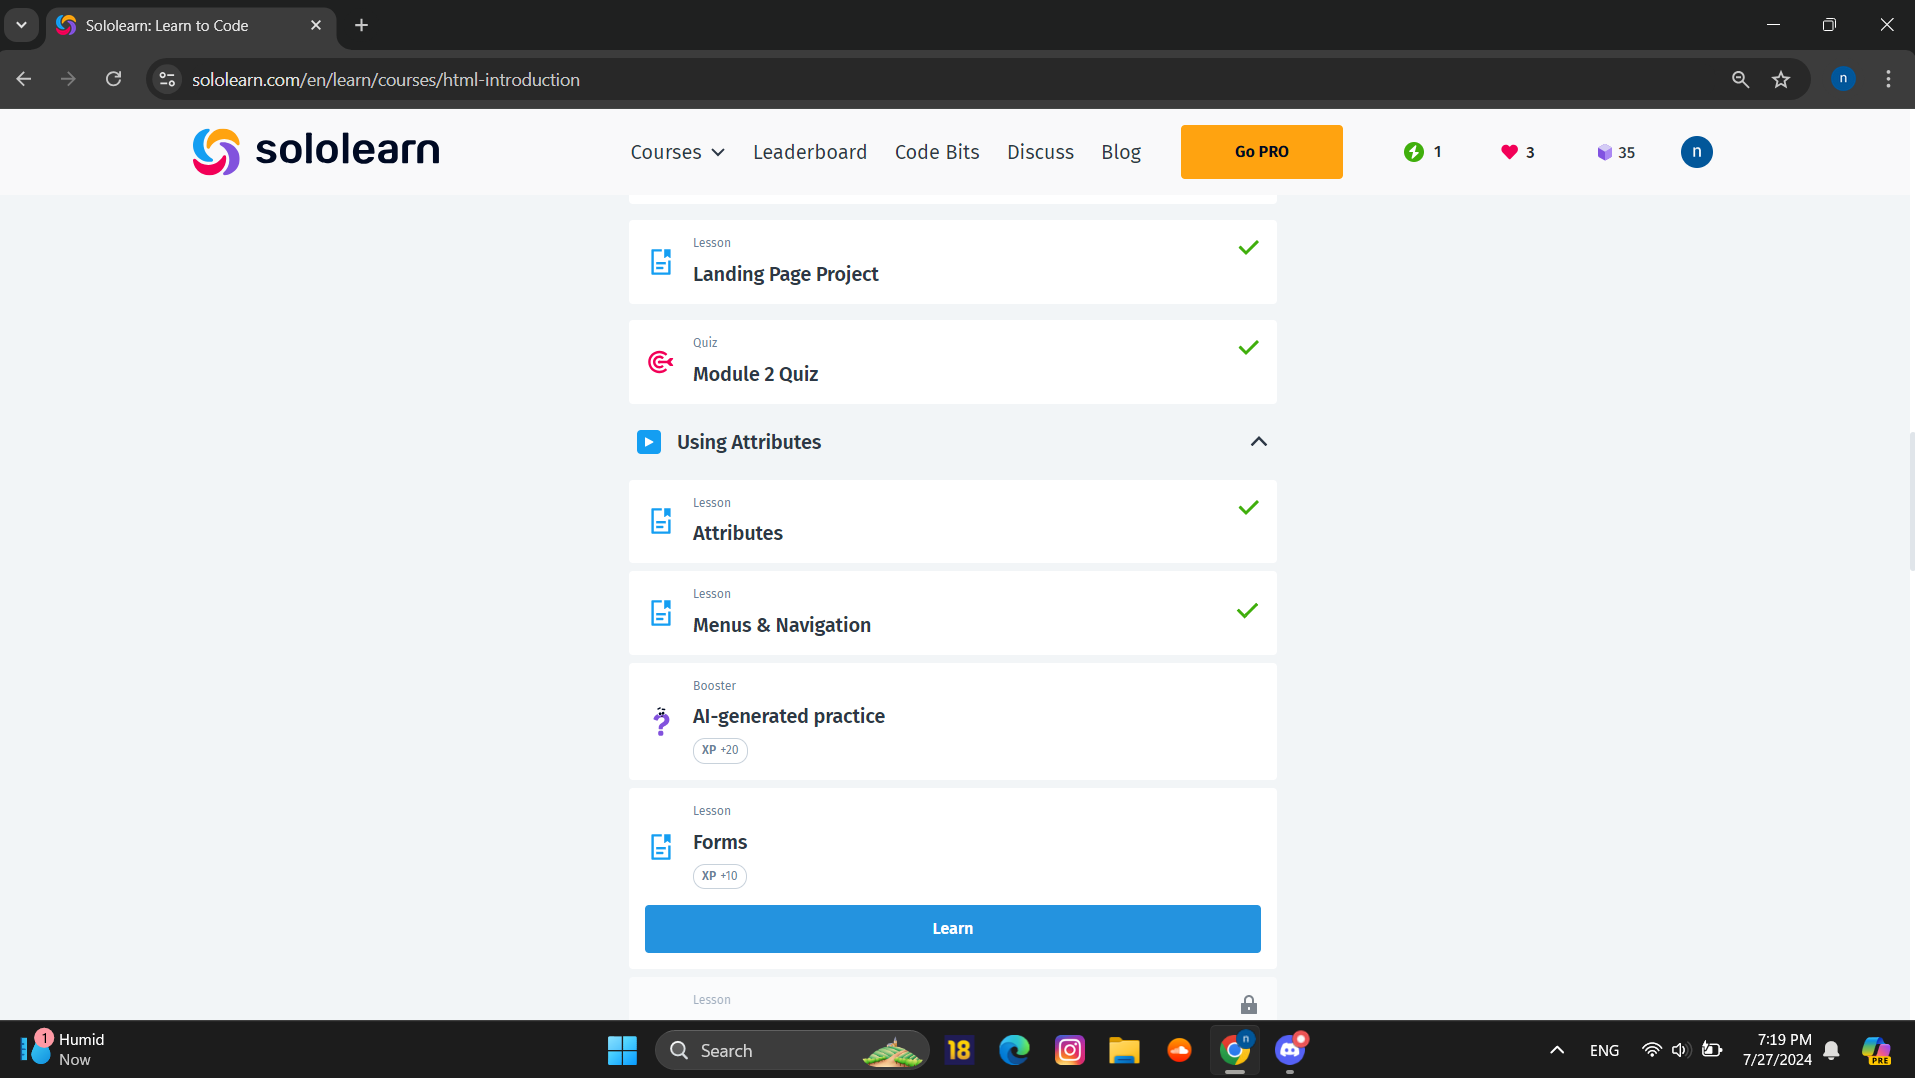 Sololearn: Learn to Code
sololearn.com/en/learn/courses/html-introduction
n
sololearn
Courses
Leaderboard
Code Bits
Discuss
Blog
Go PRO
1
3
35
n
Lesson
Landing Page Project
Quiz
Module 2 Quiz
Using Attributes
Lesson
Attributes
Lesson
Menus & Navigation
Booster
AI-generated practice
XP +20
Lesson
Forms
XP +10
Learn
Lesson
1
Humid
Now
Search
18
n
ENG
7:19 PM
7/27/2024
PRE